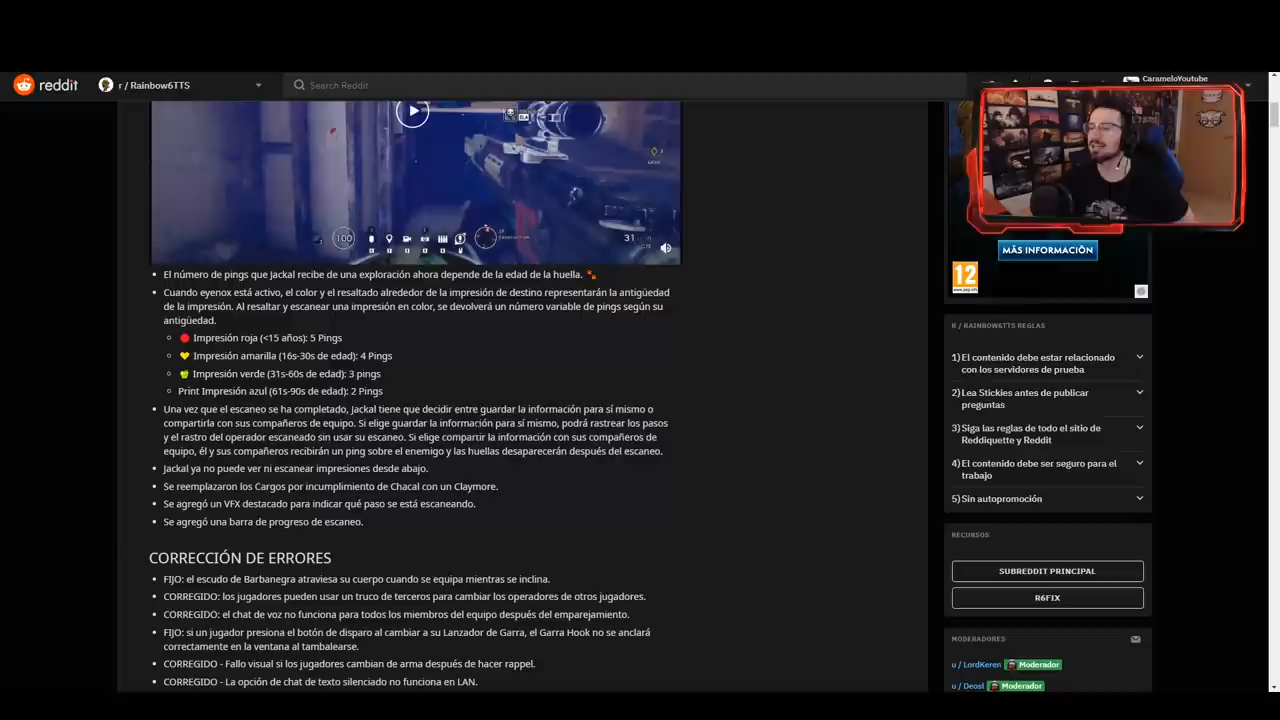 reddit
r / Rainbow6TTS
Search Reddit
CarameloYoutube
100
31
MÁS INFORMACIÓN
12
El número de pings que Jackal recibe de una exploración ahora depende de la edad de la huella.
Cuando eyenox está activo, el color y el resaltado alrededor de la impresión de destino representarán la antigüedad
de la impresión. Al resaltar y escanear una impresión en color, se devolverá un número variable de pings según su
antigüedad.
Impresión roja (<15 años): 5 Pings
Impresión amarilla (16s-30s de edad): 4 Pings
Impresión verde (31s-60s de edad): 3 pings
Print Impresión azul (61s-90s de edad): 2 Pings
Una vez que el escaneo se ha completado, Jackal tiene que decidir entre guardar la información para sí mismo o
compartirla con sus compañeros de equipo. Si elige guardar la información para sí mismo, podrá rastrear los pasos
y el rastro del operador escaneado sin usar su escaneo. Si elige compartir la información con sus compañeros de
equipo, él y sus compañeros recibirán un ping sobre el enemigo y las huellas desaparecerán después del escaneo.
Jackal ya no puede ver ni escanear impresiones desde abajo.
Se reemplazaron los Cargos por incumplimiento de Chacal con un Claymore.
Se agregó un VFX destacado para indicar qué paso se está escaneando.
Se agregó una barra de progreso de escaneo.
CORRECCIÓN DE ERRORES
FIJO: el escudo de Barbanegra atraviesa su cuerpo cuando se equipa mientras se inclina.
CORREGIDO: los jugadores pueden usar un truco de terceros para cambiar los operadores de otros jugadores.
CORREGIDO: el chat de voz no funciona para todos los miembros del equipo después del emparejamiento.
FIJO: si un jugador presiona el botón de disparo al cambiar a su Lanzador de Garra, el Garra Hook no se anclará
correctamente en la ventana al tambalearse.
CORREGIDO - Fallo visual si los jugadores cambian de arma después de hacer rappel.
CORREGIDO - La opción de chat de texto silenciado no funciona en LAN.
R / RAINBOW6TTS REGLAS
1) El contenido debe estar relacionado
con los servidores de prueba
2) Lea Stickies antes de publicar
preguntas
3) Siga las reglas de todo el sitio de
Reddiquette y Reddit
4) El contenido debe ser seguro para el
trabajo
5) Sin autopromoción
RECURSOS
SUBREDDIT PRINCIPAL
R6FIX
MODERADORES
u / LordKeren Moderador
u / Deosl Moderador